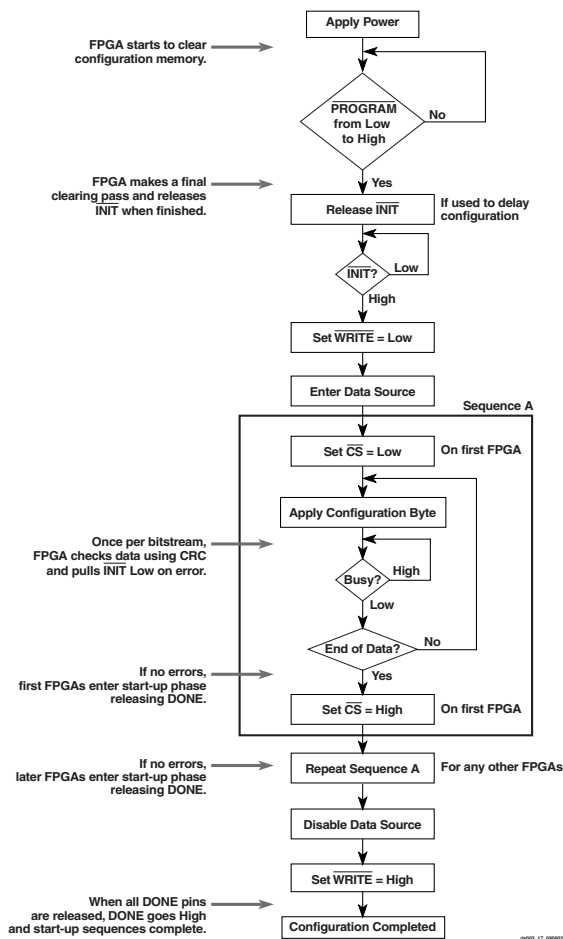 Apply Power
FPGA starts to clear
configuration memory.
PROGRAM
from Low
to High
No
Yes
FPGA makes a final
clearing pass and releases
INIT when finished.
Release INIT
If used to delay
configuration
INIT?
Low
High
Set WRITE = Low
Enter Data Source
Sequence A
Set CS = Low
On first FPGA
Apply Configuration Byte
Once per bitstream,
FPGA checks data using CRC
and pulls INIT Low on error.
Busy?
High
Low
End of Data?
No
Yes
If no errors,
first FPGAs enter start-up phase
releasing DONE.
Set CS = High
On first FPGA
If no errors,
later FPGAs enter start-up phase
releasing DONE.
Repeat Sequence A
For any other FPGAs
Disable Data Source
Set WRITE = High
When all DONE pins
are released, DONE goes High
and start-up sequences complete.
Configuration Completed